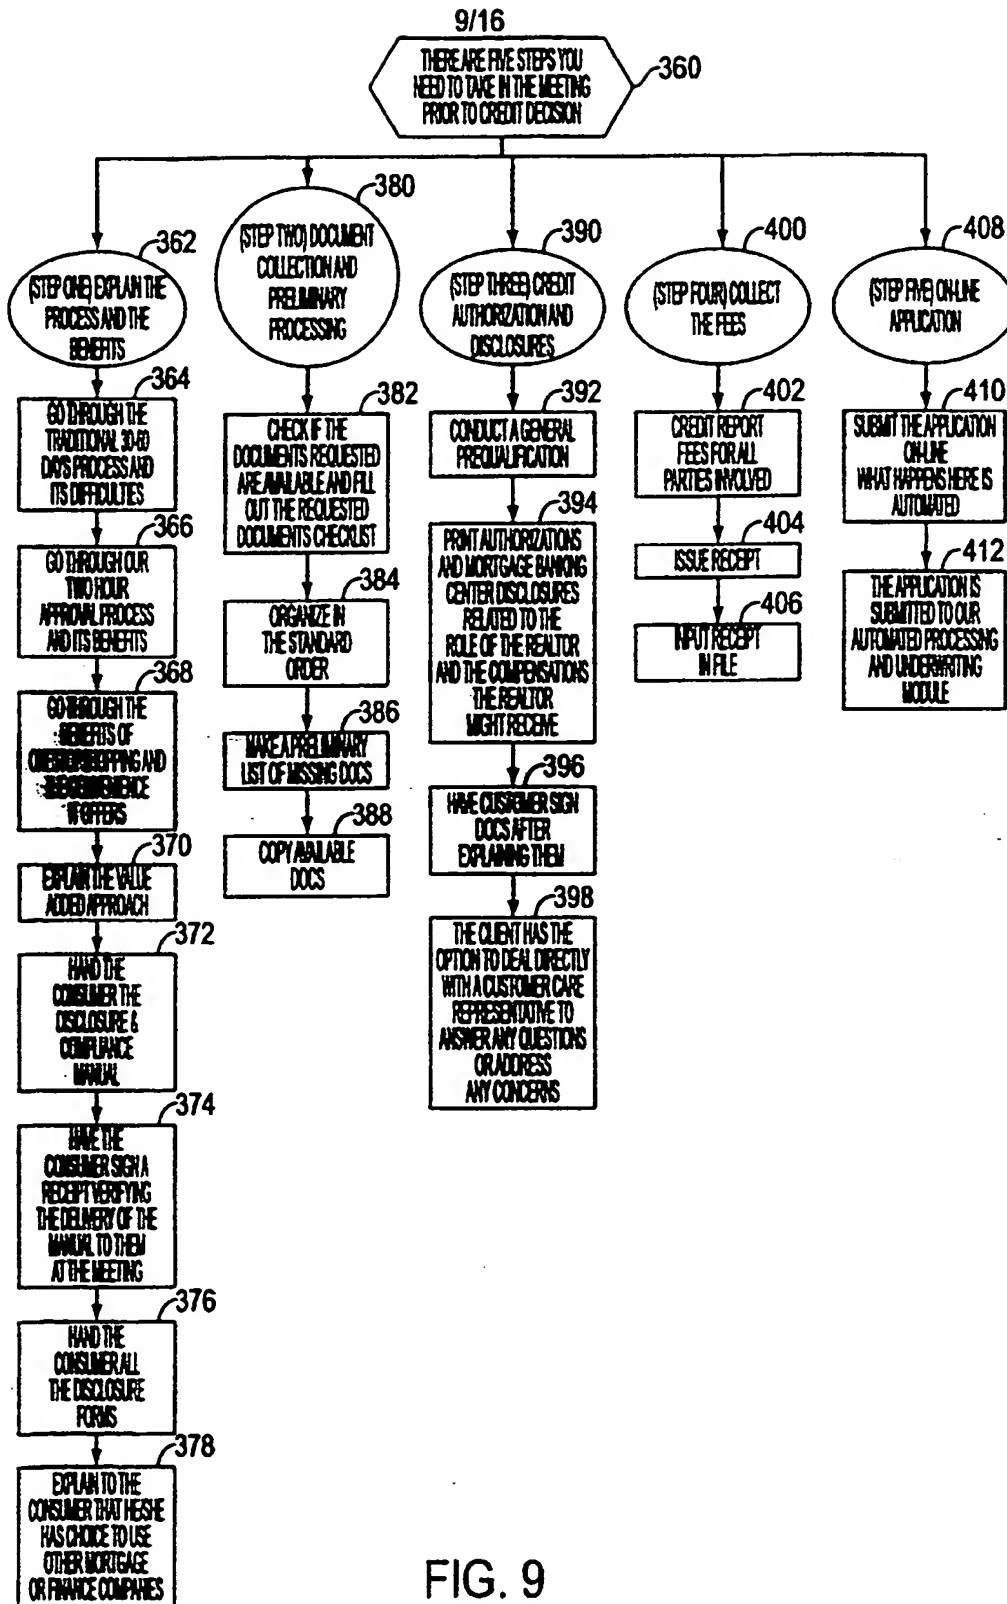 9/16
THERE ARE FIVE STEPS YOU
NEED TO TAKE IN THE MEETING
PRIOR TO CREDIT DECISION
360
362
(STEP ONE) EXPLAIN THE
PROCESS AND THE
BENEFITS
364
GO THROUGH THE
TRADITIONAL 30-60
DAYS PROCESS AND
ITS DIFFICULTIES
366
GO THROUGH OUR
TWO HOUR
APPROVAL PROCESS
AND ITS BENEFITS
368
GO THROUGH THE
BENEFITS OF
ONE STOP SHOPPING AND
THE CONVENIENCE
IT OFFERS
370
EXPLAIN THE VALUE
ADDED APPROACH
372
HAND THE
CONSUMER THE
DISCLOSURE &
COMPLIANCE
MANUAL
374
HAVE THE
CONSUMER SIGN A
RECEIPT VERIFYING
THE DELIVERY OF THE
MANUAL TO THEM
AT THE MEETING
376
HAND THE
CONSUMER ALL
THE DISCLOSURE
FORMS
378
EXPLAIN TO THE
CONSUMER THAT HE/SHE
HAS CHOICE TO USE
OTHER MORTGAGE
OR FINANCE COMPANIES
380
(STEP TWO) DOCUMENT
COLLECTION AND
PRELIMINARY
PROCESSING
382
CHECK IF THE
DOCUMENTS REQUESTED
ARE AVAILABLE AND FILL
OUT THE REQUESTED
DOCUMENTS CHECKLIST
384
ORGANIZE IN
THE STANDARD
ORDER
386
MAKE A PRELIMINARY
LIST OF MISSING DOCS
388
COPY AVAILABLE
DOCS
390
(STEP THREE) CREDIT
AUTHORIZATION AND
DISCLOSURES
392
CONDUCT A GENERAL
PREQUALIFICATION
394
PRINT AUTHORIZATIONS
AND MORTGAGE BANKING
CENTER DISCLOSURES
RELATED TO THE
ROLE OF THE REALTOR
AND THE COMPENSATIONS
THE REALTOR
MIGHT RECEIVE
396
HAVE CUSTOMER SIGN
DOCS AFTER
EXPLAINING THEM
398
THE CLIENT HAS THE
OPTION TO DEAL DIRECTLY
WITH A CUSTOMER CARE
REPRESENTATIVE TO
ANSWER ANY QUESTIONS
OR ADDRESS
ANY CONCERNS
400
(STEP FOUR) COLLECT
THE FEES
402
CREDIT REPORT
FEES FOR ALL
PARTIES INVOLVED
404
ISSUE RECEIPT
406
INPUT RECEIPT
IN FILE
408
(STEP FIVE) ON-LINE
APPLICATION
410
SUBMIT THE APPLICATION
ON-LINE
WHAT HAPPENS HERE IS
AUTOMATED
412
THE APPLICATION IS
SUBMITTED TO OUR
AUTOMATED PROCESSING
AND UNDERWRITING
MODULE
FIG. 9